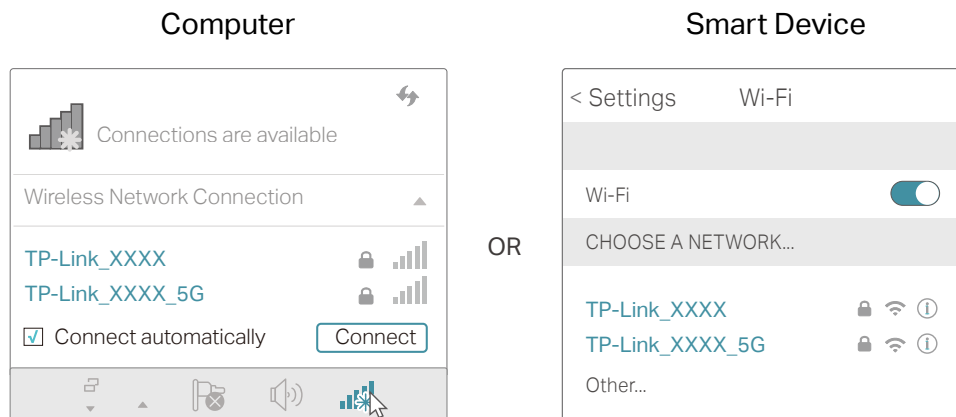 Computer
Connections are available
Wireless Network Connection
TP-Link_XXXX
TP-Link_XXXX_5G
Connect automatically
Connect
OR
Smart Device
< Settings
Wi-Fi
Wi-Fi
CHOOSE A NETWORK...
TP-Link_XXXX
TP-Link_XXXX_5G
Other...